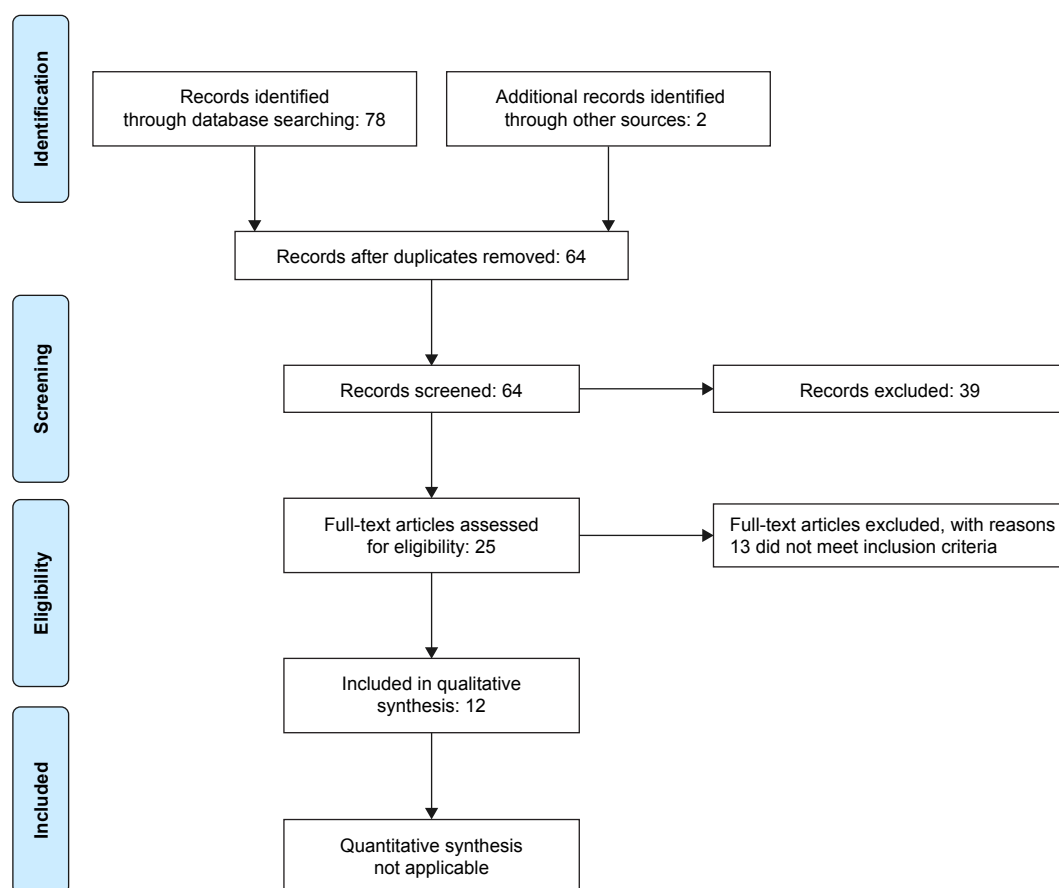 Identification
Records identified
through database searching: 78
Additional records identified
through other sources: 2
Records after duplicates removed: 64
Screening
Records screened: 64
Records excluded: 39
Eligibility
Full-text articles assessed
for eligibility: 25
Full-text articles excluded, with reasons
13 did not meet inclusion criteria
Included in qualitative
synthesis: 12
Included
Quantitative synthesis
not applicable